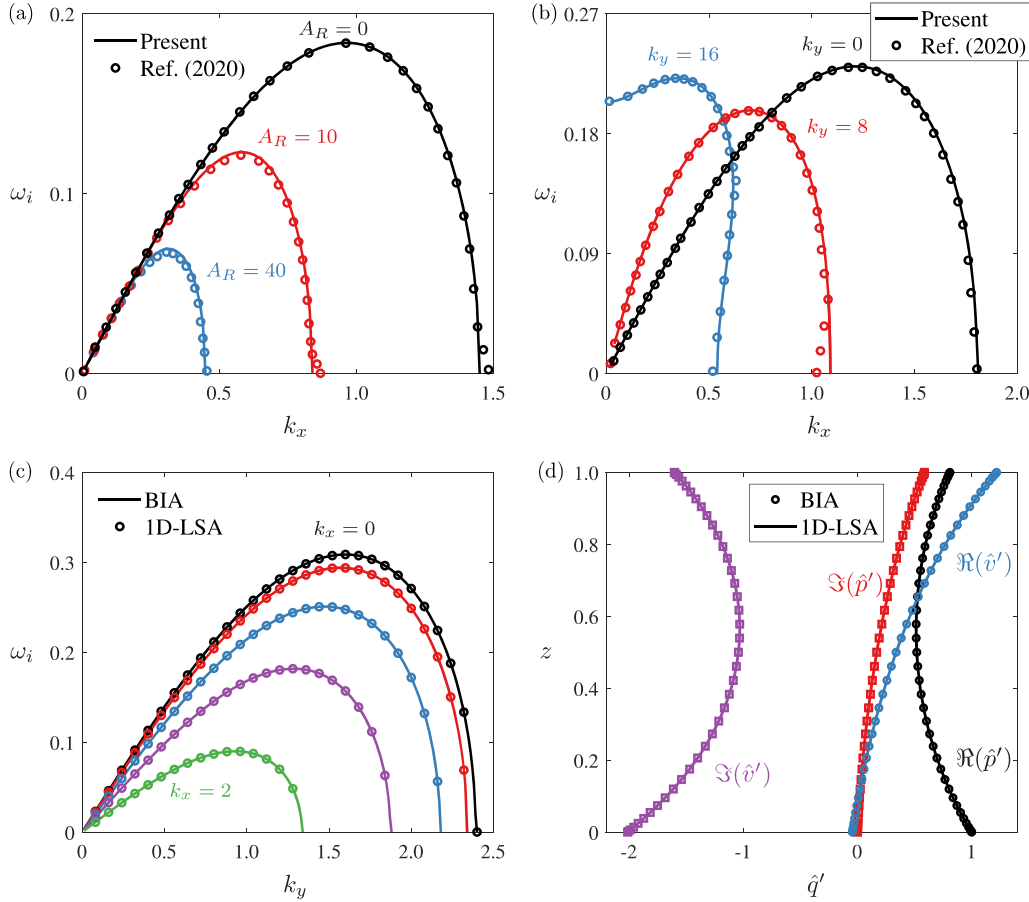 (a)
0.2
0.1
0
ω_i
Present
Ref. (2020)
A_R = 0
A_R = 10
A_R = 40
0 0.5 1.0 1.5
k_x
(b)
0.27
0.18
0.09
0
ω_i
k_y = 16
k_y = 0
k_y = 8
Present
Ref. (2020)
0 0.5 1.0 1.5 2.0
k_x
(c)
0.4
0.3
0.2
0.1
0
ω_i
BIA
1D-LSA
k_x = 0
k_x = 2
0 0.5 1.0 1.5 2.0 2.5
k_y
(d)
1.0
0.8
0.6
0.4
0.2
0
z
BIA
1D-LSA
ℑ(p̂′)
ℜ(v̂′)
ℑ(v̂′)
ℜ(p̂′)
-2 -1 0 1
q̂′